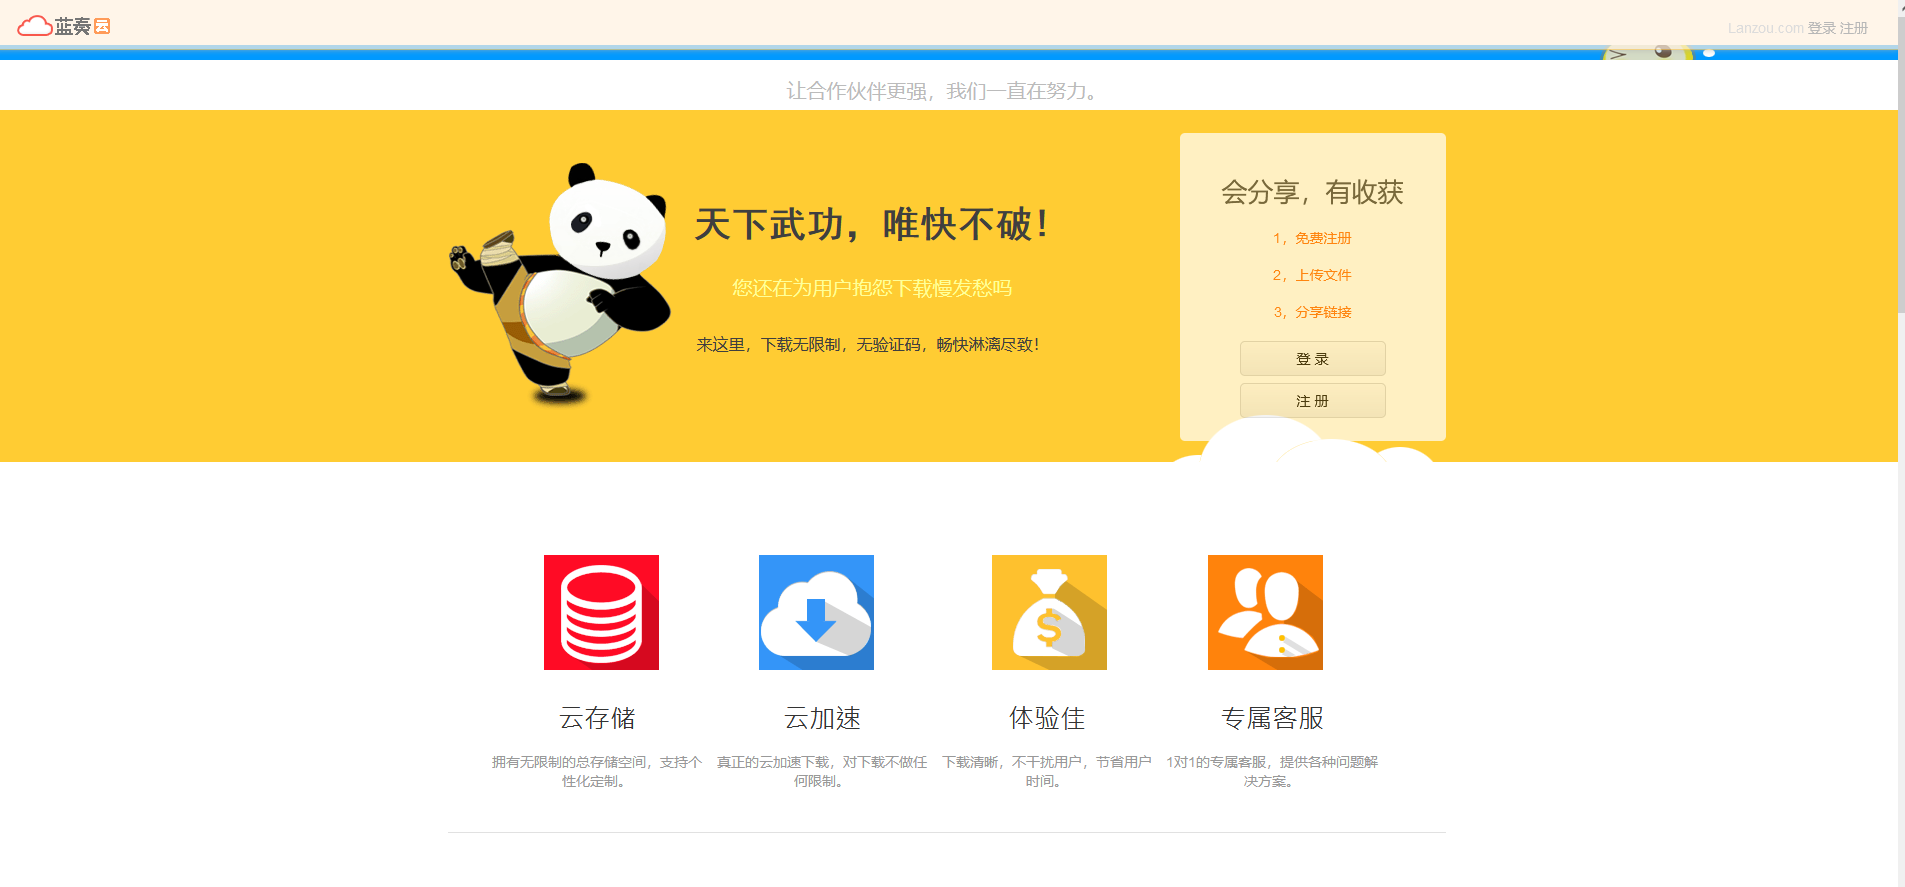 蓝奏云
Lanzou.com 登录 注册
让合作伙伴更强，我们一直在努力。
天下武功，唯快不破！
您还在为用户抱怨下载慢发愁吗
来这里，下载无限制，无验证码，畅快淋漓尽致！
会分享，有收获
1，免费注册
2，上传文件
3，分享链接
登 录
注 册
云存储
拥有无限制的总存储空间，支持个
性化定制。
云加速
真正的云加速下载，对下载不做任
何限制。
体验佳
下载清晰，不干扰用户，节省用户
时间。
专属客服
1对1的专属客服，提供各种问题解
决方案。